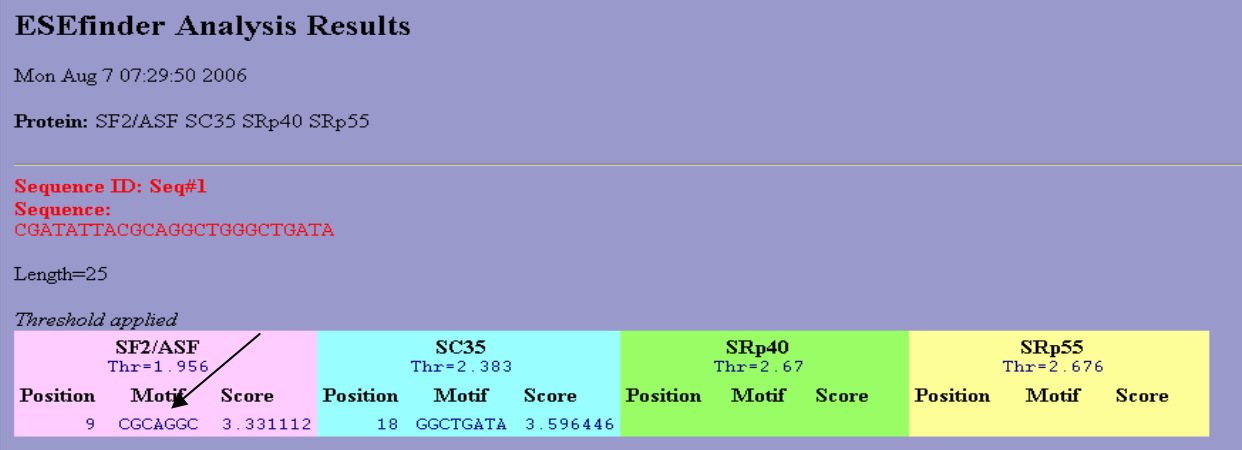 ESEfinder Analysis Results
Mon Aug 7 07:29:50 2006
Protein: SF2/ASF SC35 SRp40 SRp55
Sequence ID: Seq#1
Sequence:
CGATATTACGCAGGCTGGGCTGATA
Length=25
Threshold applied
SF2/ASF SC35 SRp40 SRp55
Thr=1.956 Thr=2.383 Thr=2.67 Thr=2.676
Position Motif Score Position Motif Score Position Motif Score Position Motif Score
9 CGCAGGC 3.331112 18 GGCTGATA 3.596446